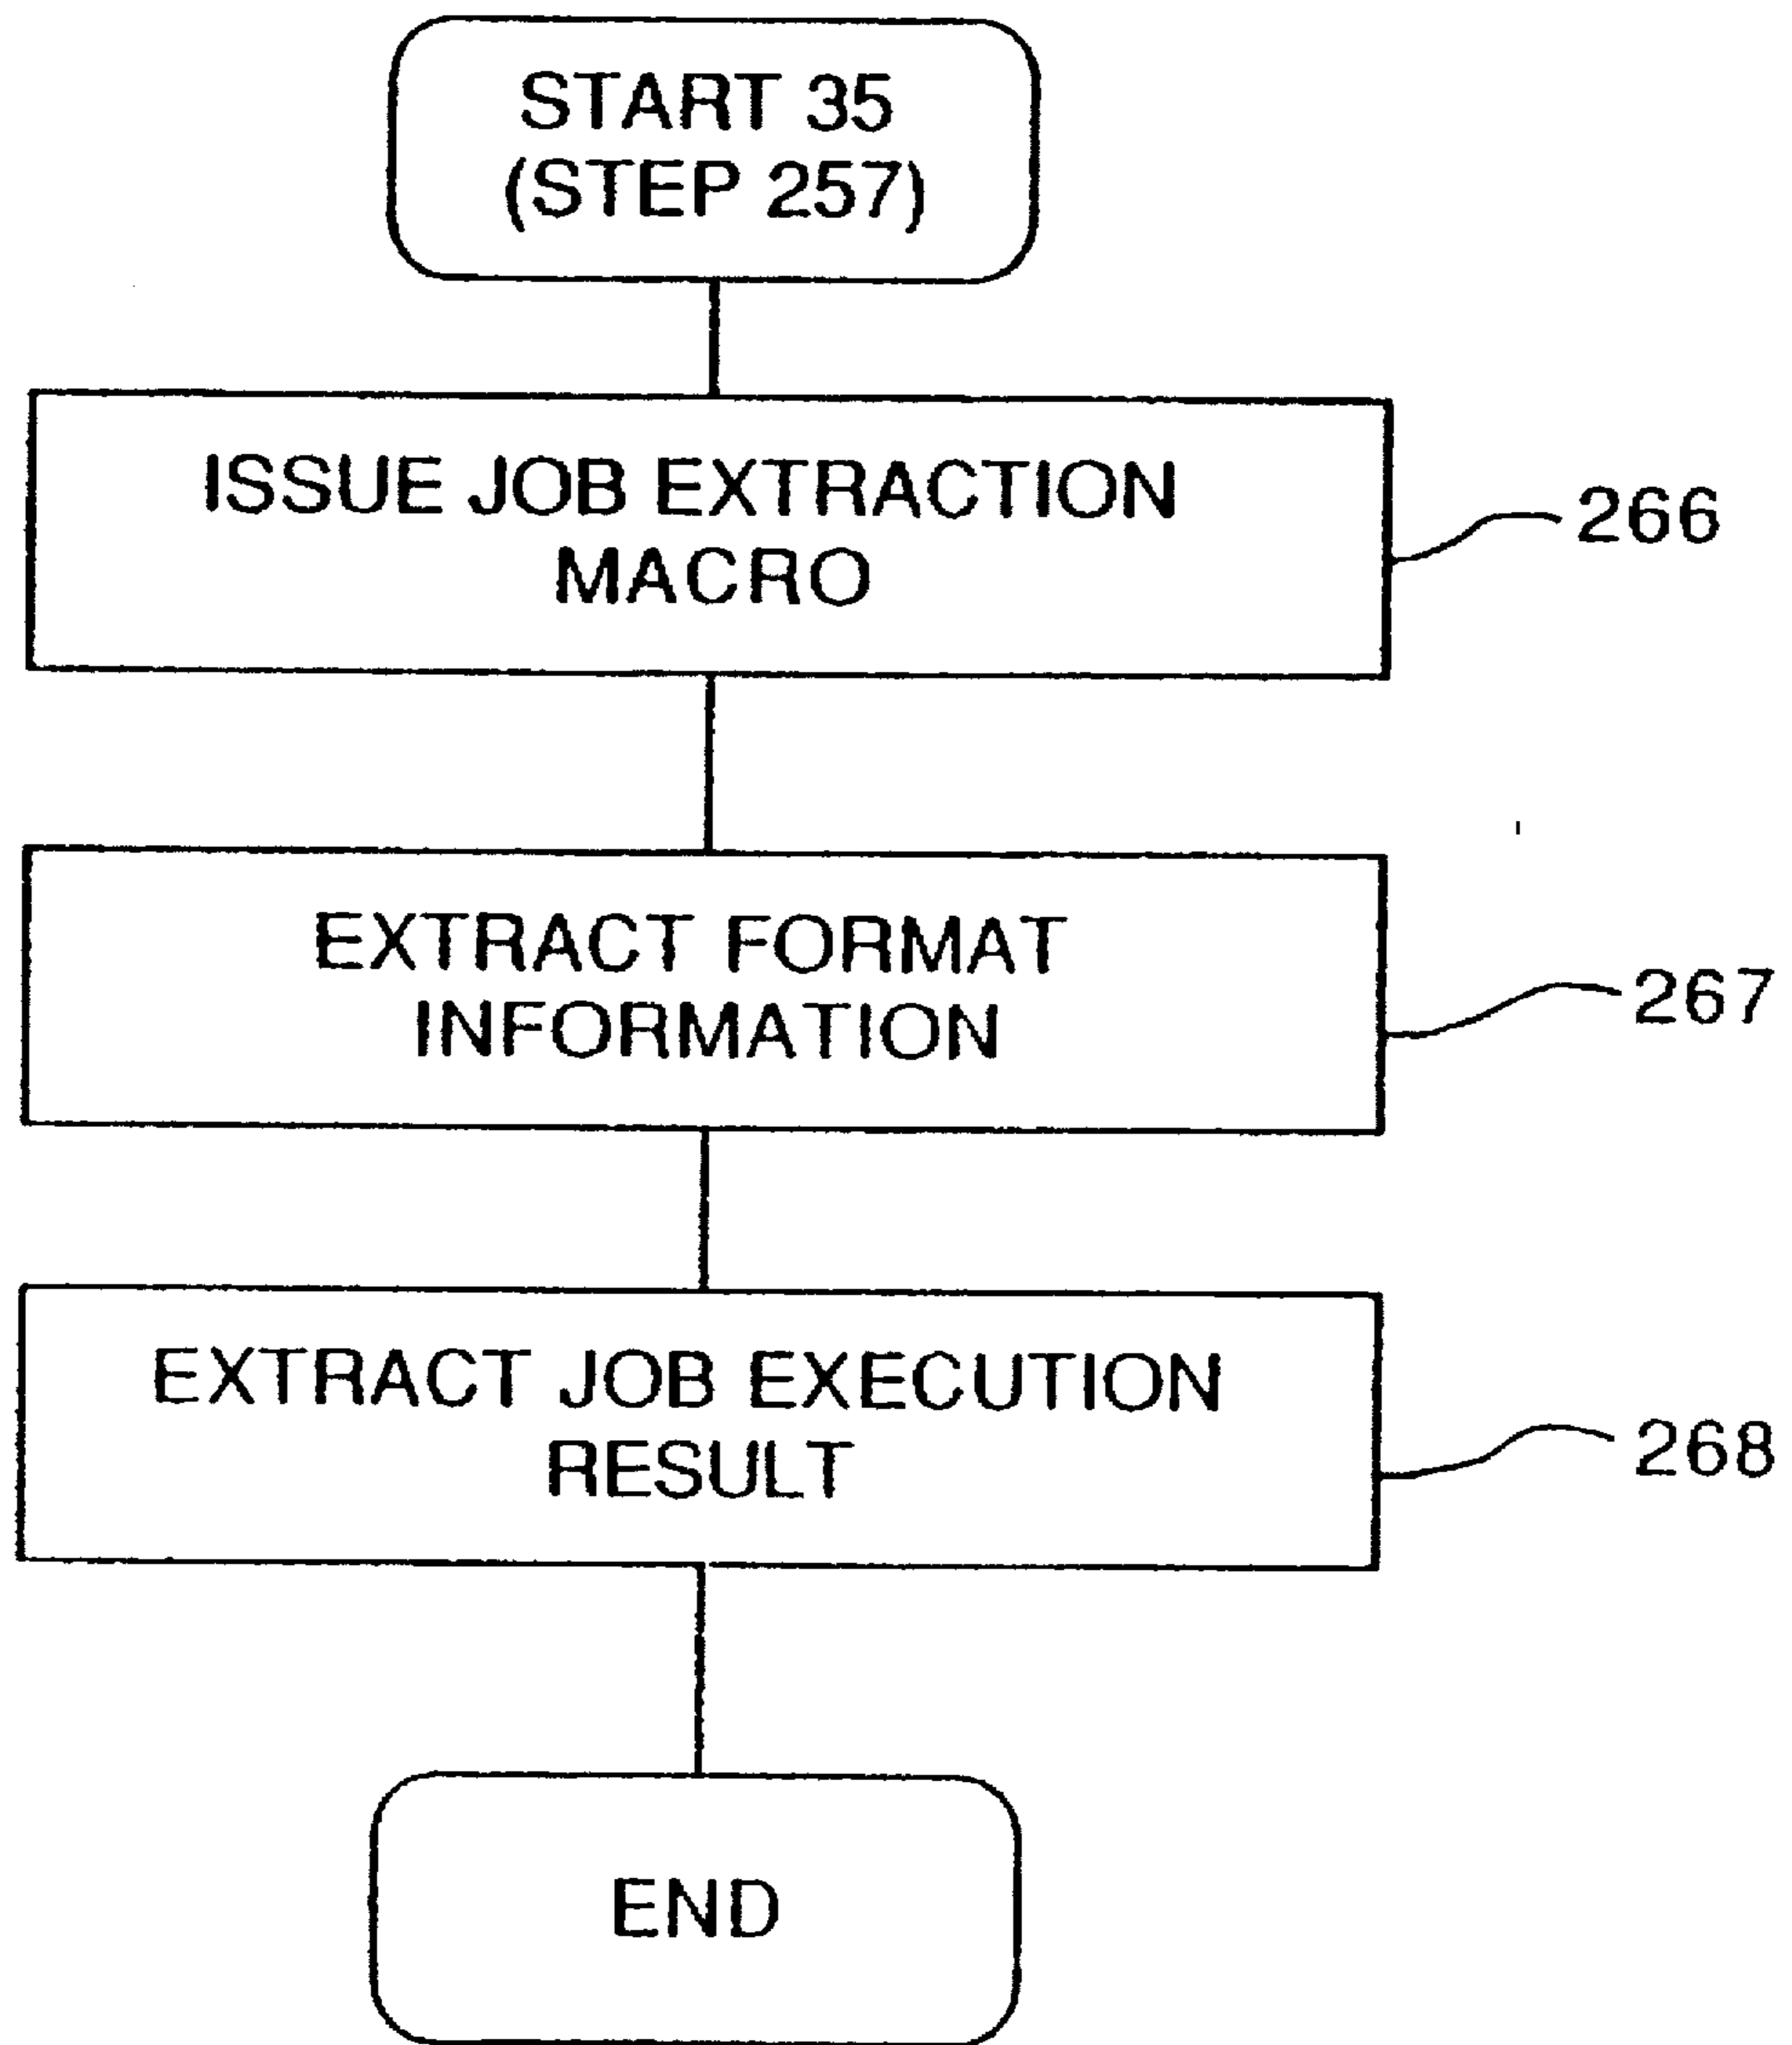 START 35
(STEP 257)
ISSUE JOB EXTRACTION
MACRO
266
EXTRACT FORMAT
INFORMATION
267
EXTRACT JOB EXECUTION
RESULT
268
END